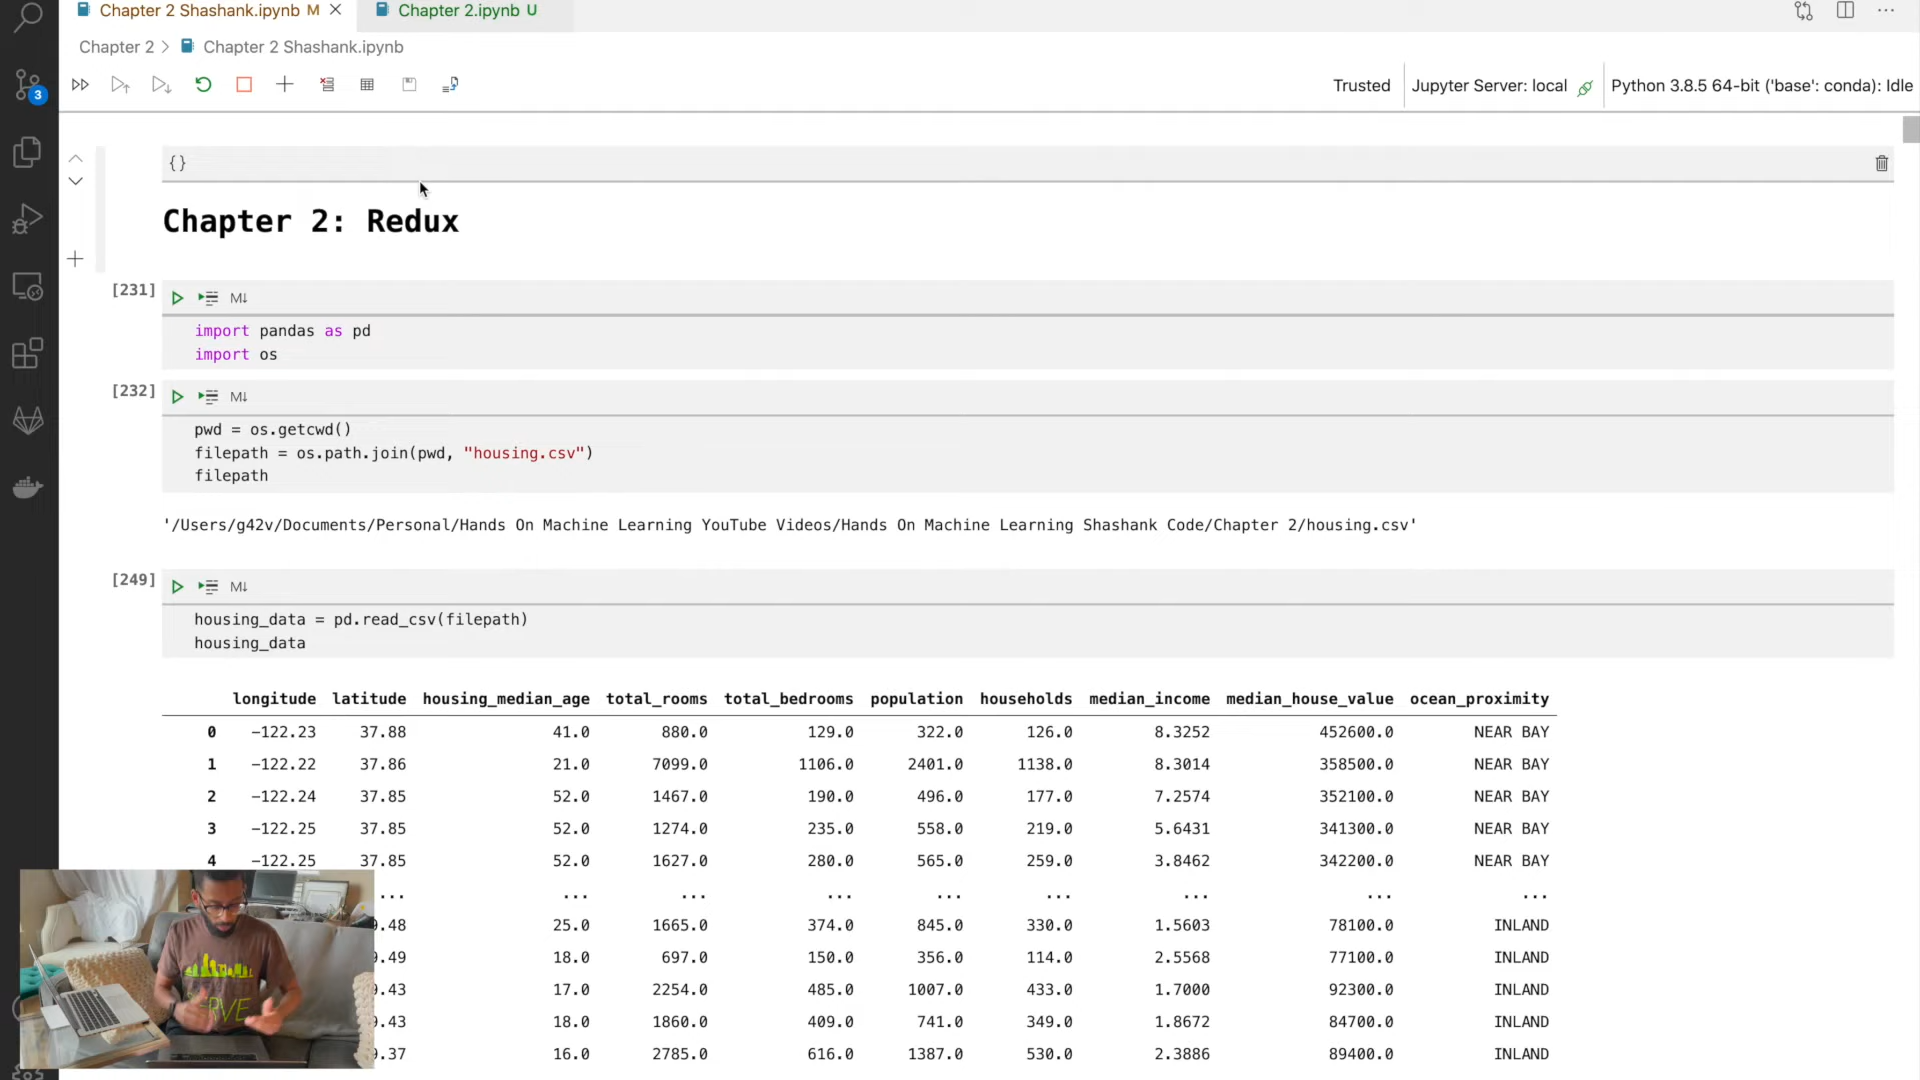 Chapter 2 Shashank.ipynb M
Chapter 2.ipynb U
Chapter 2 > Chapter 2 Shashank.ipynb
Trusted
Jupyter Server: local
Python 3.8.5 64-bit ('base': conda): Idle
3
{}
Chapter 2: Redux
[231]
M↓
import pandas as pd
import os
[232]
M↓
pwd = os.getcwd()
filepath = os.path.join(pwd, "housing.csv")
filepath
'/Users/g42v/Documents/Personal/Hands On Machine Learning YouTube Videos/Hands On Machine Learning Shashank Code/Chapter 2/housing.csv'
[249]
M↓
housing_data = pd.read_csv(filepath)
housing_data
longitude latitude housing_median_age total_rooms total_bedrooms population households median_income median_house_value ocean_proximity
0 -122.23 37.88 41.0 880.0 129.0 322.0 126.0 8.3252 452600.0 NEAR BAY
1 -122.22 37.86 21.0 7099.0 1106.0 2401.0 1138.0 8.3014 358500.0 NEAR BAY
2 -122.24 37.85 52.0 1467.0 190.0 496.0 177.0 7.2574 352100.0 NEAR BAY
3 -122.25 37.85 52.0 1274.0 235.0 558.0 219.0 5.6431 341300.0 NEAR BAY
4 -122.25 37.85 52.0 1627.0 280.0 565.0 259.0 3.8462 342200.0 NEAR BAY
... ... ... ... ... ... ... ... ...
9.48 25.0 1665.0 374.0 845.0 330.0 1.5603 78100.0 INLAND
9.49 18.0 697.0 150.0 356.0 114.0 2.5568 77100.0 INLAND
9.43 17.0 2254.0 485.0 1007.0 433.0 1.7000 92300.0 INLAND
9.43 18.0 1860.0 409.0 741.0 349.0 1.8672 84700.0 INLAND
9.37 16.0 2785.0 616.0 1387.0 530.0 2.3886 89400.0 INLAND